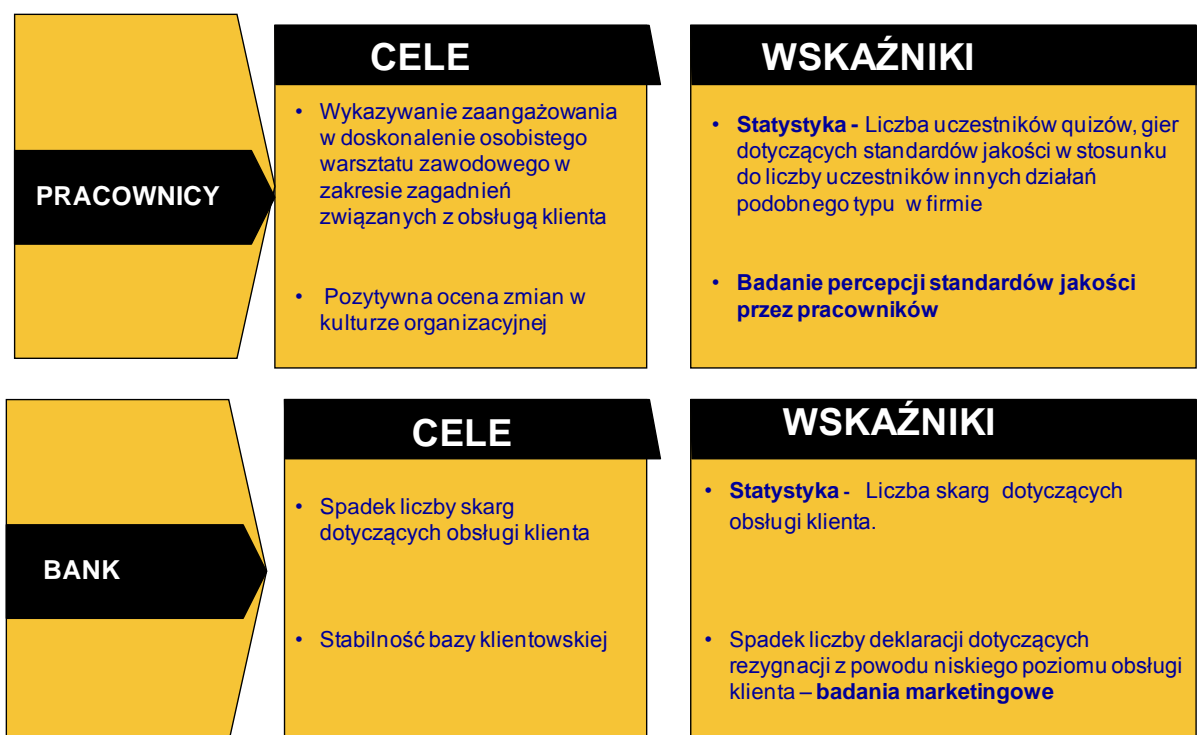 PRACOWNICY
CELE
• Wykazywanie zaangażowania
w doskonalenie osobistego
warsztatu zawodowego w
zakresie zagadnień
związanych z obsługą klienta
• Pozytywna ocena zmian w
kulturze organizacyjnej
WSKAŹNIKI
• Statystyka - Liczba uczestników quizów, gier
dotyczących standardów jakości w stosunku
do liczby uczestników innych działań
podobnego typu w firmie
• Badanie percepcji standardów jakości
przez pracowników
BANK
CELE
• Spadek liczby skarg
dotyczących obsługi klienta
• Stabilność bazy klientowskiej
WSKAŹNIKI
• Statystyka - Liczba skarg dotyczących
obsługi klienta.
• Spadek liczby deklaracji dotyczących
rezygnacji z powodu niskiego poziomu obsługi
klienta – badania marketingowe